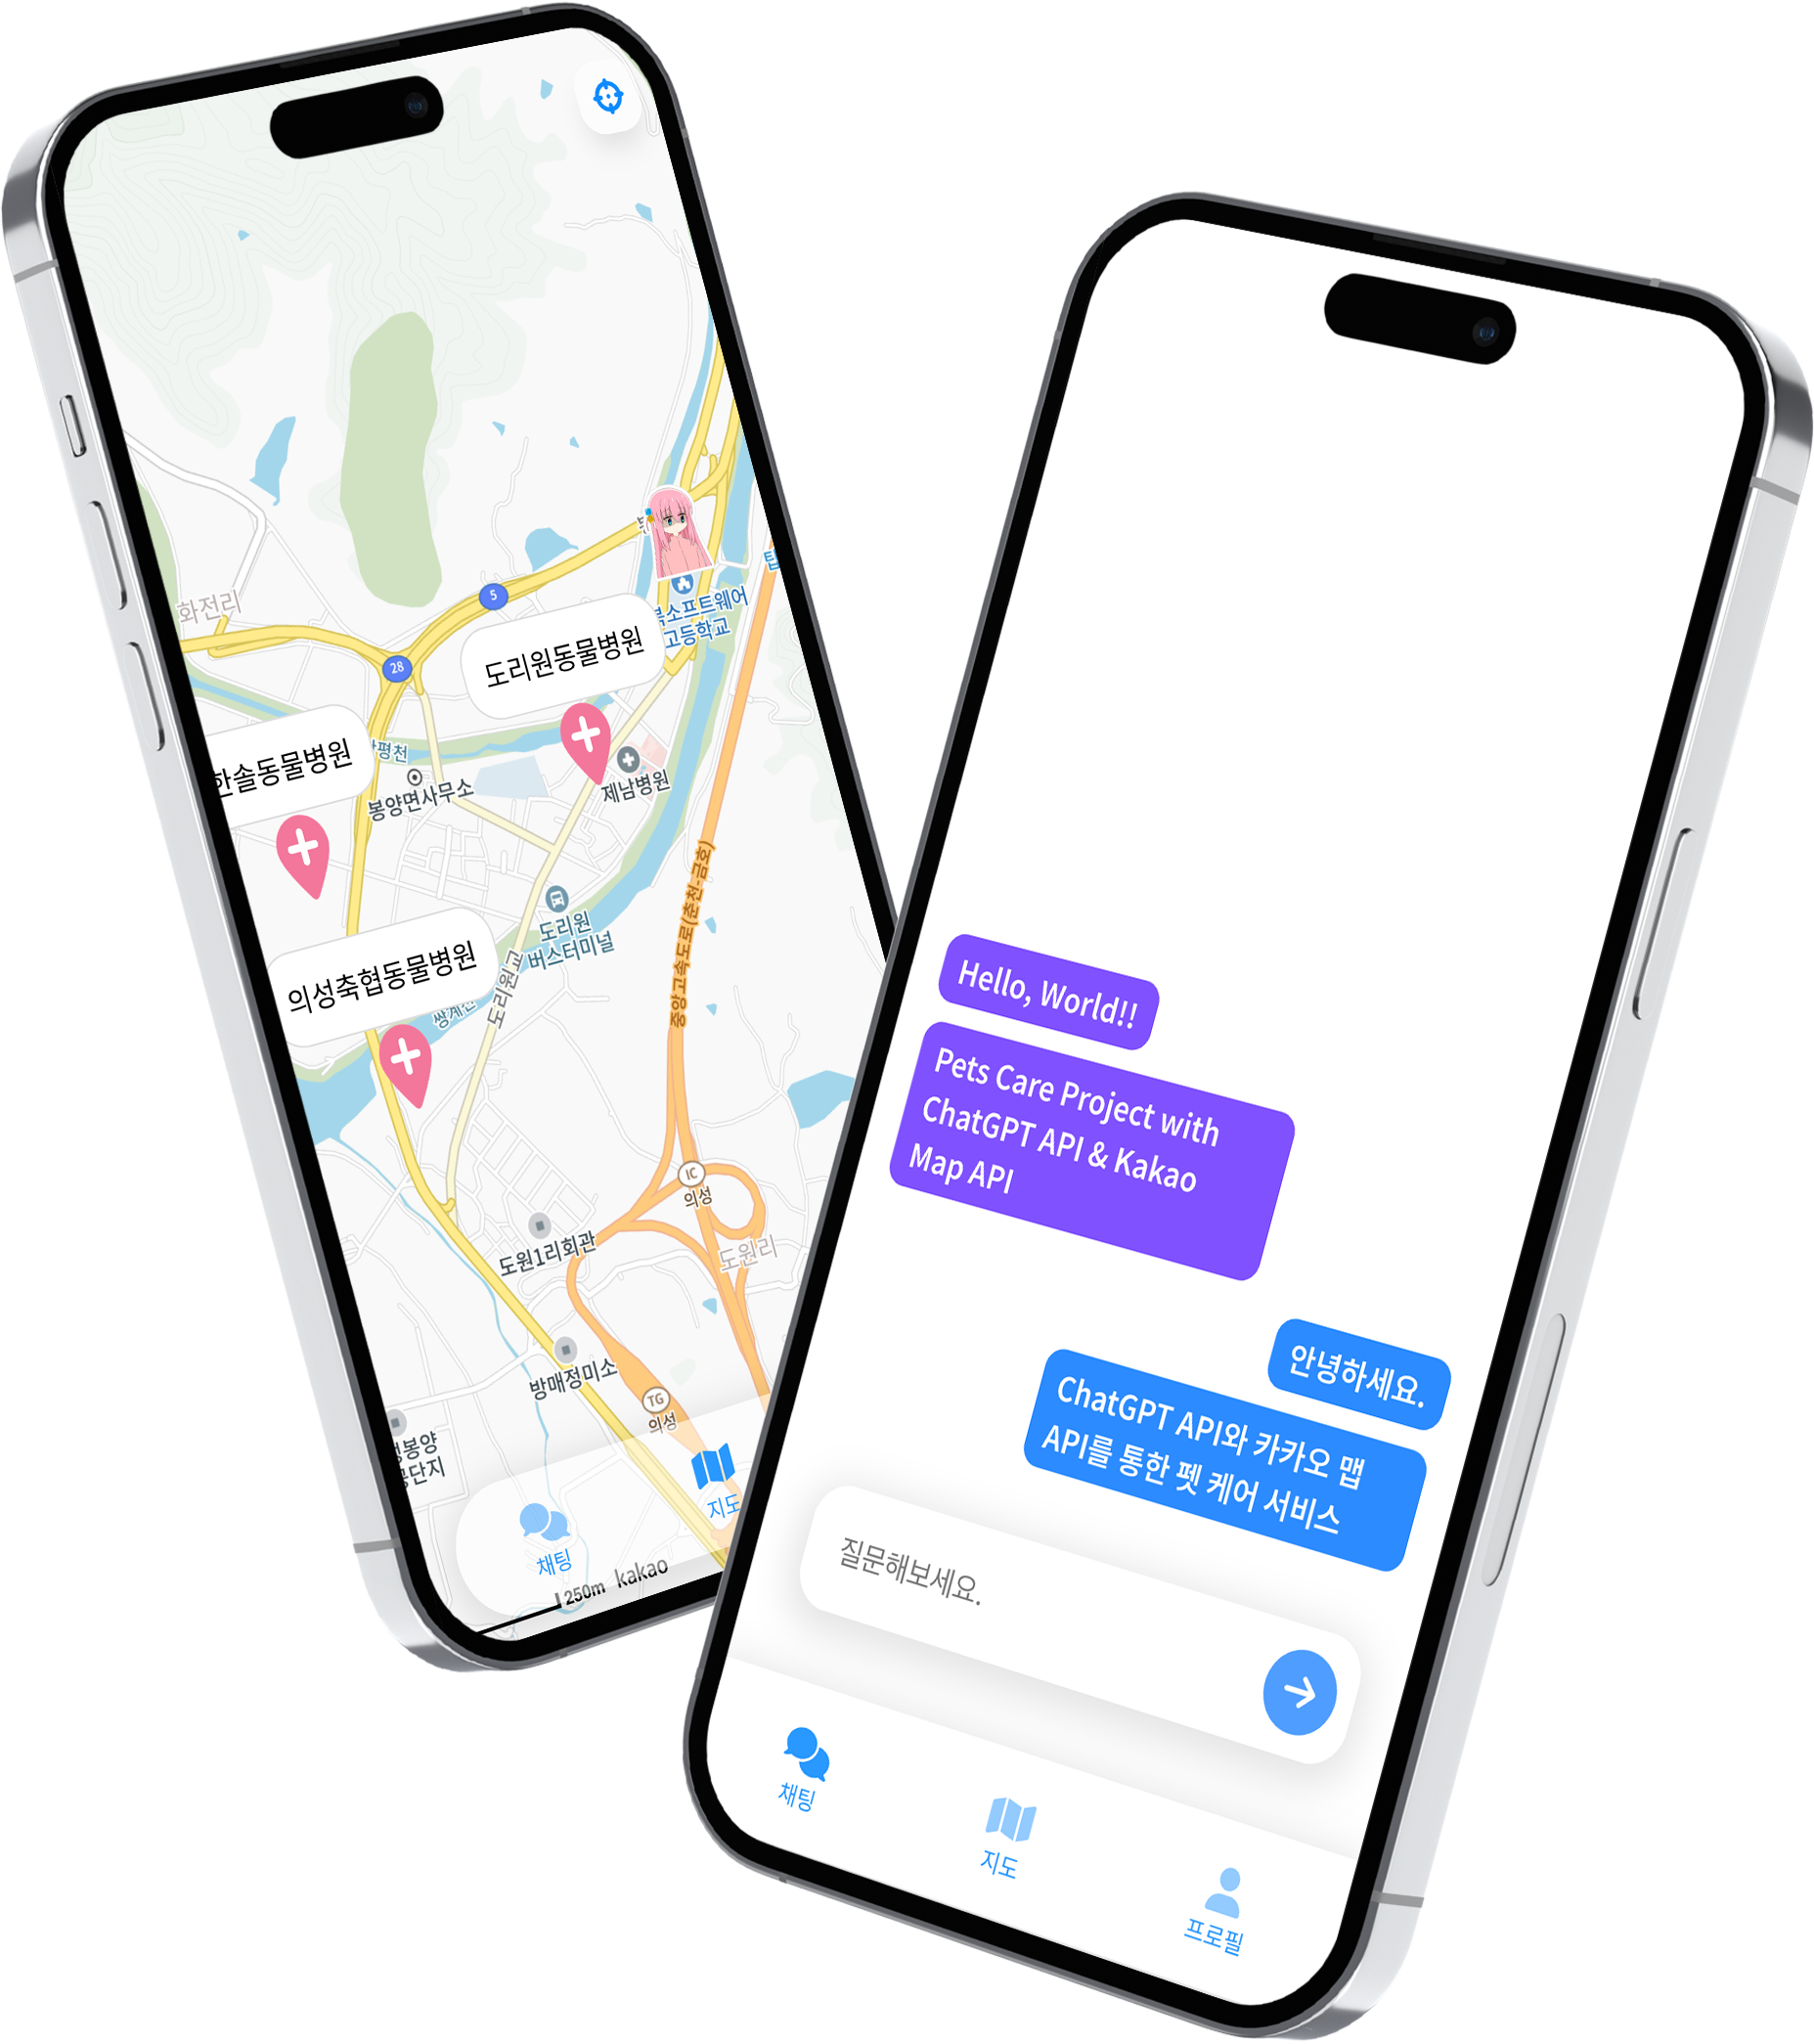 화전리
5
28
소프트웨어
고등학교
도리원동물병원
한솔동물병원
평천
봉양면사무소
제남병원
도리원
버스터미널
의성축협동물병원
쌍계천
도리원교
중앙고속도로(춘천-금호)
IC
의성
도원1리회관
도원리
방매정미소
TG
의성
봉양
단지
채팅
지도
250m kakao
Hello, World!!
Pets Care Project with
ChatGPT API & Kakao
Map API
안녕하세요.
ChatGPT API와 카카오 맵
API를 통한 펫 케어 서비스
질문해보세요.
채팅
지도
프로필